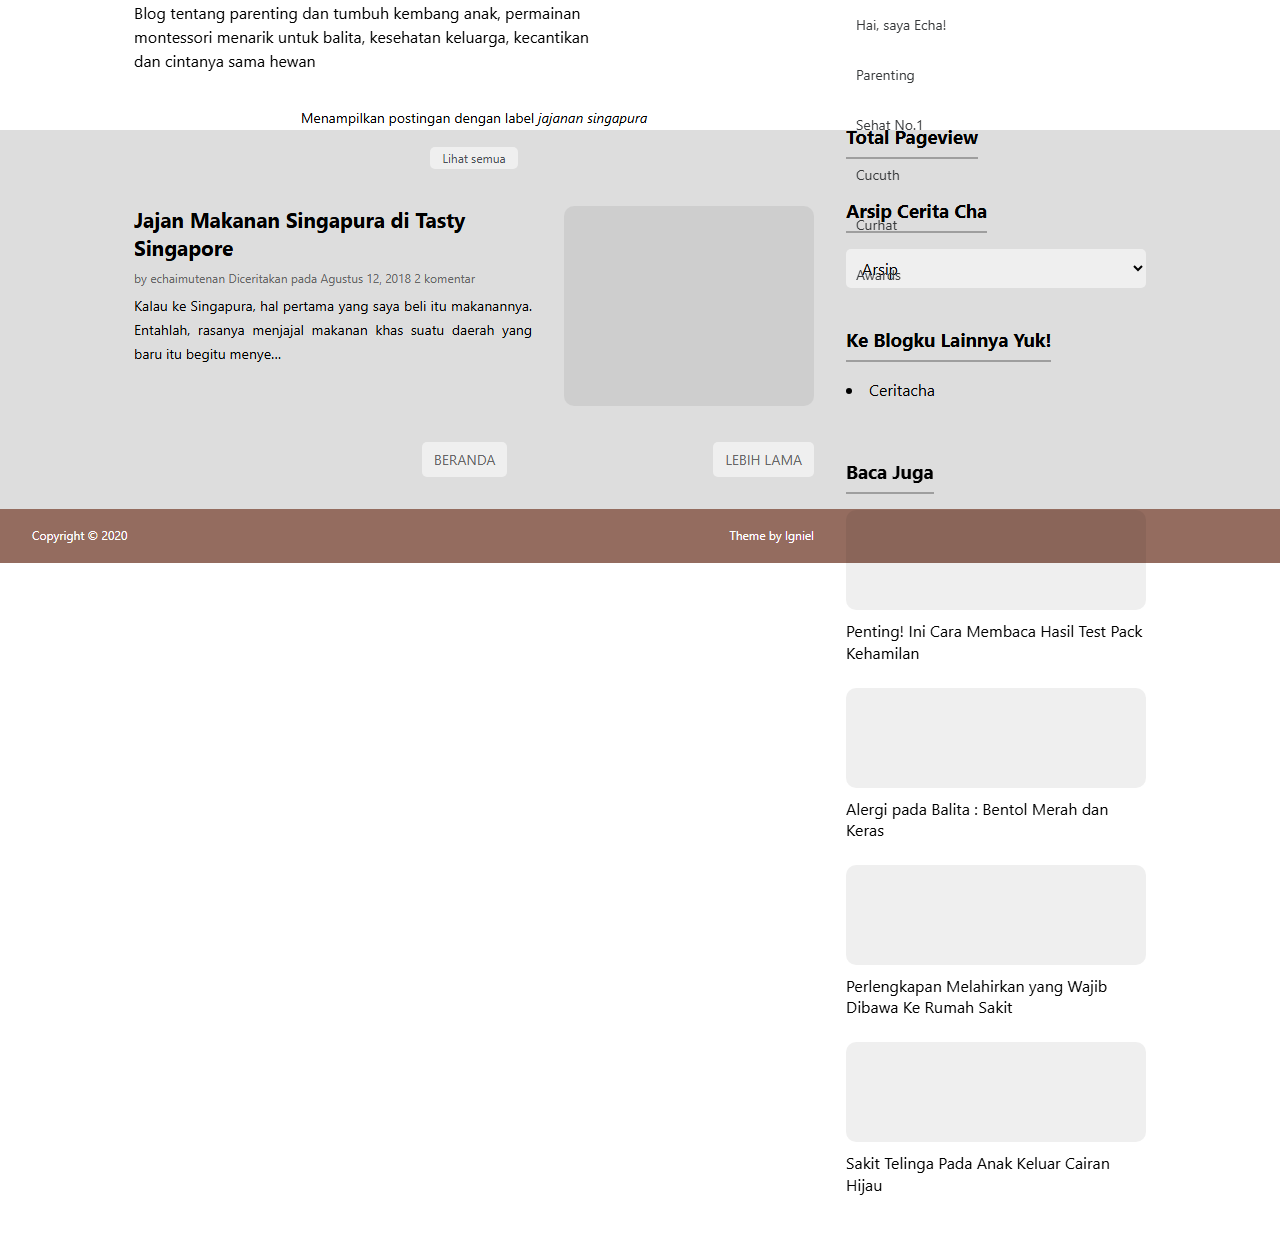 Blog tentang parenting dan tumbuh kembang anak, permainan
montessori menarik untuk balita, kesehatan keluarga, kecantikan
dan cintanya sama hewan
Hai, saya Echa!
Parenting
Sehat No.1
Cucuth
Curhat
Awards
Menampilkan postingan dengan label jajanan singapura
Lihat semua
Jajan Makanan Singapura di Tasty
Singapore
by echaimutenan Diceritakan pada Agustus 12, 2018 2 komentar
Kalau ke Singapura, hal pertama yang saya beli itu makanannya.
Entahlah, rasanya menjajal makanan khas suatu daerah yang
baru itu begitu menye...
BERANDA
LEBIH LAMA
Total Pageview
Arsip Cerita Cha
Arsip
Ke Blogku Lainnya Yuk!
Ceritacha
Baca Juga
Penting! Ini Cara Membaca Hasil Test Pack
Kehamilan
Alergi pada Balita : Bentol Merah dan
Keras
Perlengkapan Melahirkan yang Wajib
Dibawa Ke Rumah Sakit
Sakit Telinga Pada Anak Keluar Cairan
Hijau
Copyright © 2020
Theme by Igniel